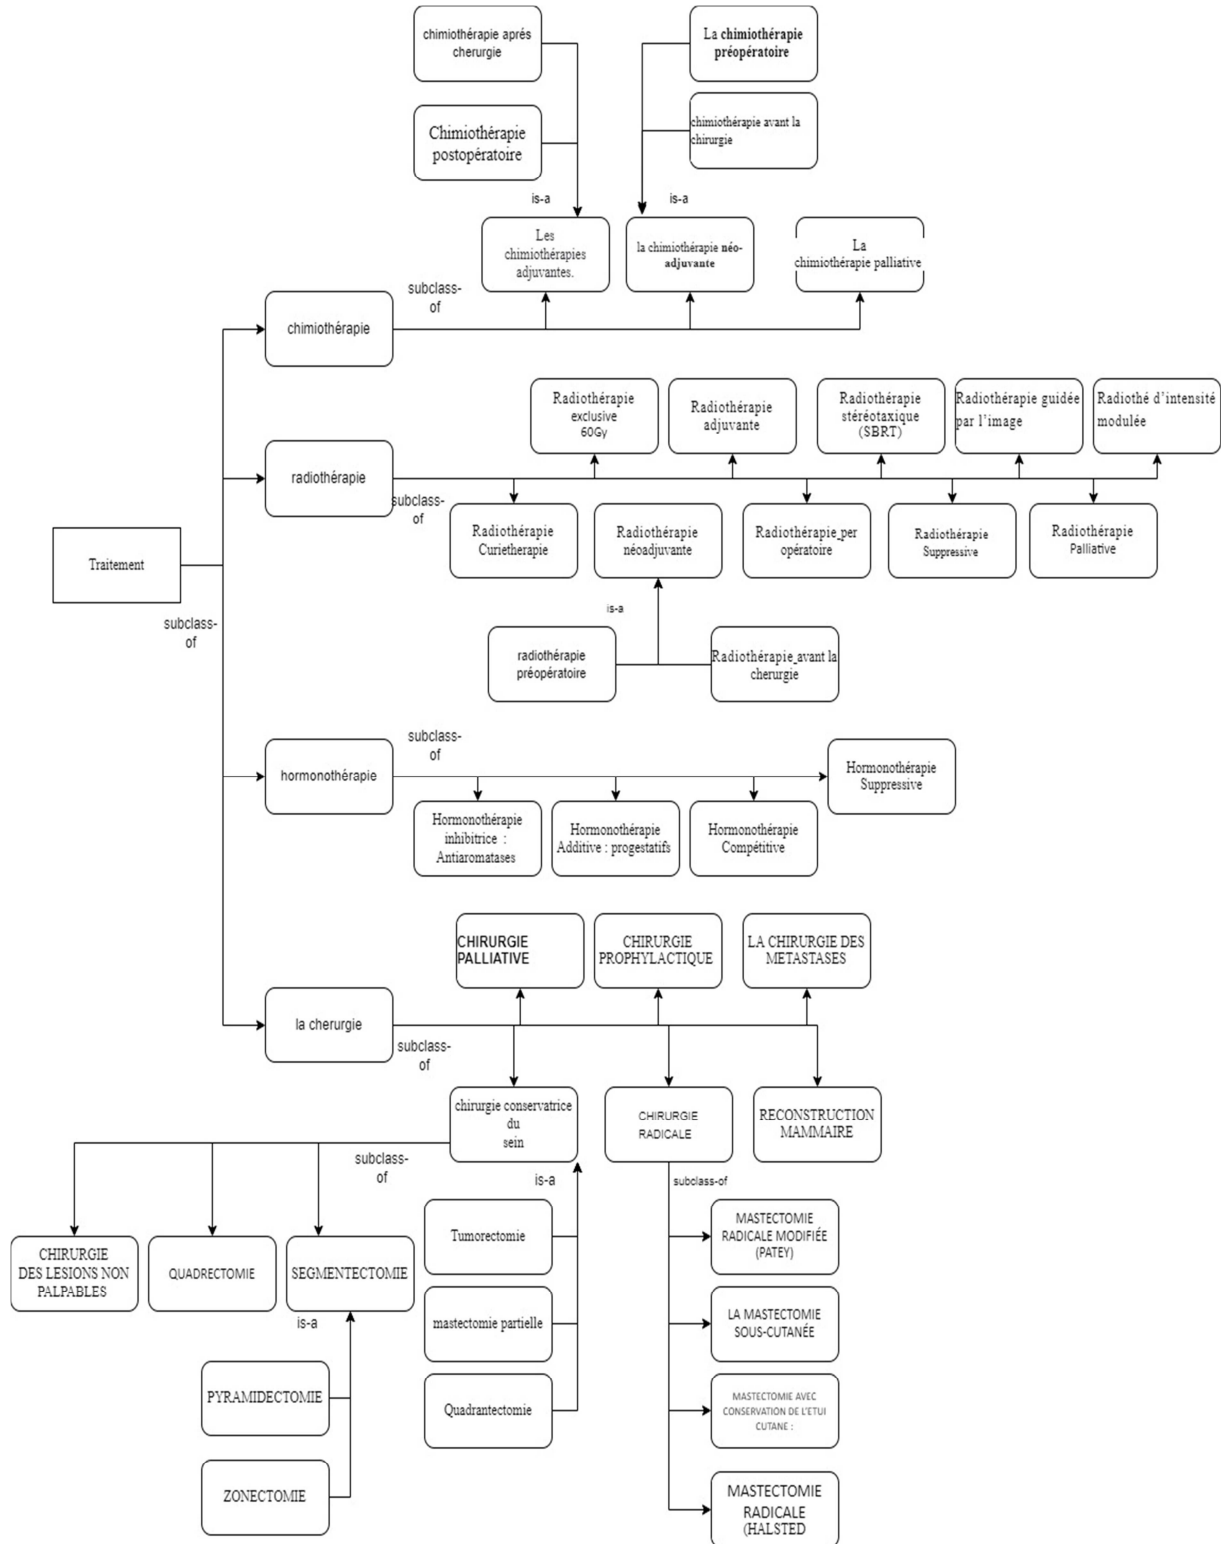 chimiothérapie aprés
cherurgie
La chimiothérapie
préopératoire
Chimiothérapie
postopératoire
chimiothérapie avant la
chirurgie
is-a
is-a
Les
chimiothérapies
adjuvantes.
la chimiothérapie néo-
adjuvante
La
chimiothérapie palliative
subclass-
of
chimiothérapie
Radiothérapie
exclusive
60Gy
Radiothérapie
adjuvante
Radiothérapie
stéréotaxique
(SBRT)
Radiothérapie guidée
par l’image
Radiothé d’intensité
modulée
radiothérapie
subclass-
of
Radiothérapie
Curietherapie
Radiothérapie
néoadjuvante
Radiothérapie_per
opératoire
Radiothérapie
Suppressive
Radiothérapie
Palliative
Traitement
subclass-
of
is-a
radiothérapie
préopératoire
Radiothérapie_avant la
cherurgie
subclass-
of
hormonothérapie
Hormonothérapie
Suppressive
Hormonothérapie
inhibitrice :
Antiaromatases
Hormonothérapie
Additive : progestatifs
Hormonothérapie
Compétitive
CHIRURGIE
PALLIATIVE
CHIRURGIE
PROPHYLACTIQUE
LA CHIRURGIE DES
METASTASES
la cherurgie
subclass-
of
chirurgie conservatrice
du
sein
CHIRURGIE
RADICALE
RECONSTRUCTION
MAMMAIRE
subclass-
of
is-a
subclass-of
CHIRURGIE
DES LESIONS NON
PALPABLES
QUADRECTOMIE
SEGMENTECTOMIE
Tumorectomie
MASTECTOMIE
RADICALE MODIFIÉE
(PATEY)
is-a
mastectomie partielle
LA MASTECTOMIE
SOUS-CUTANÉE
PYRAMIDECTOMIE
Quadrantectomie
MASTECTOMIE AVEC
CONSERVATION DE L'ETUI
CUTANE :
ZONECTOMIE
MASTECTOMIE
RADICALE
(HALSTED